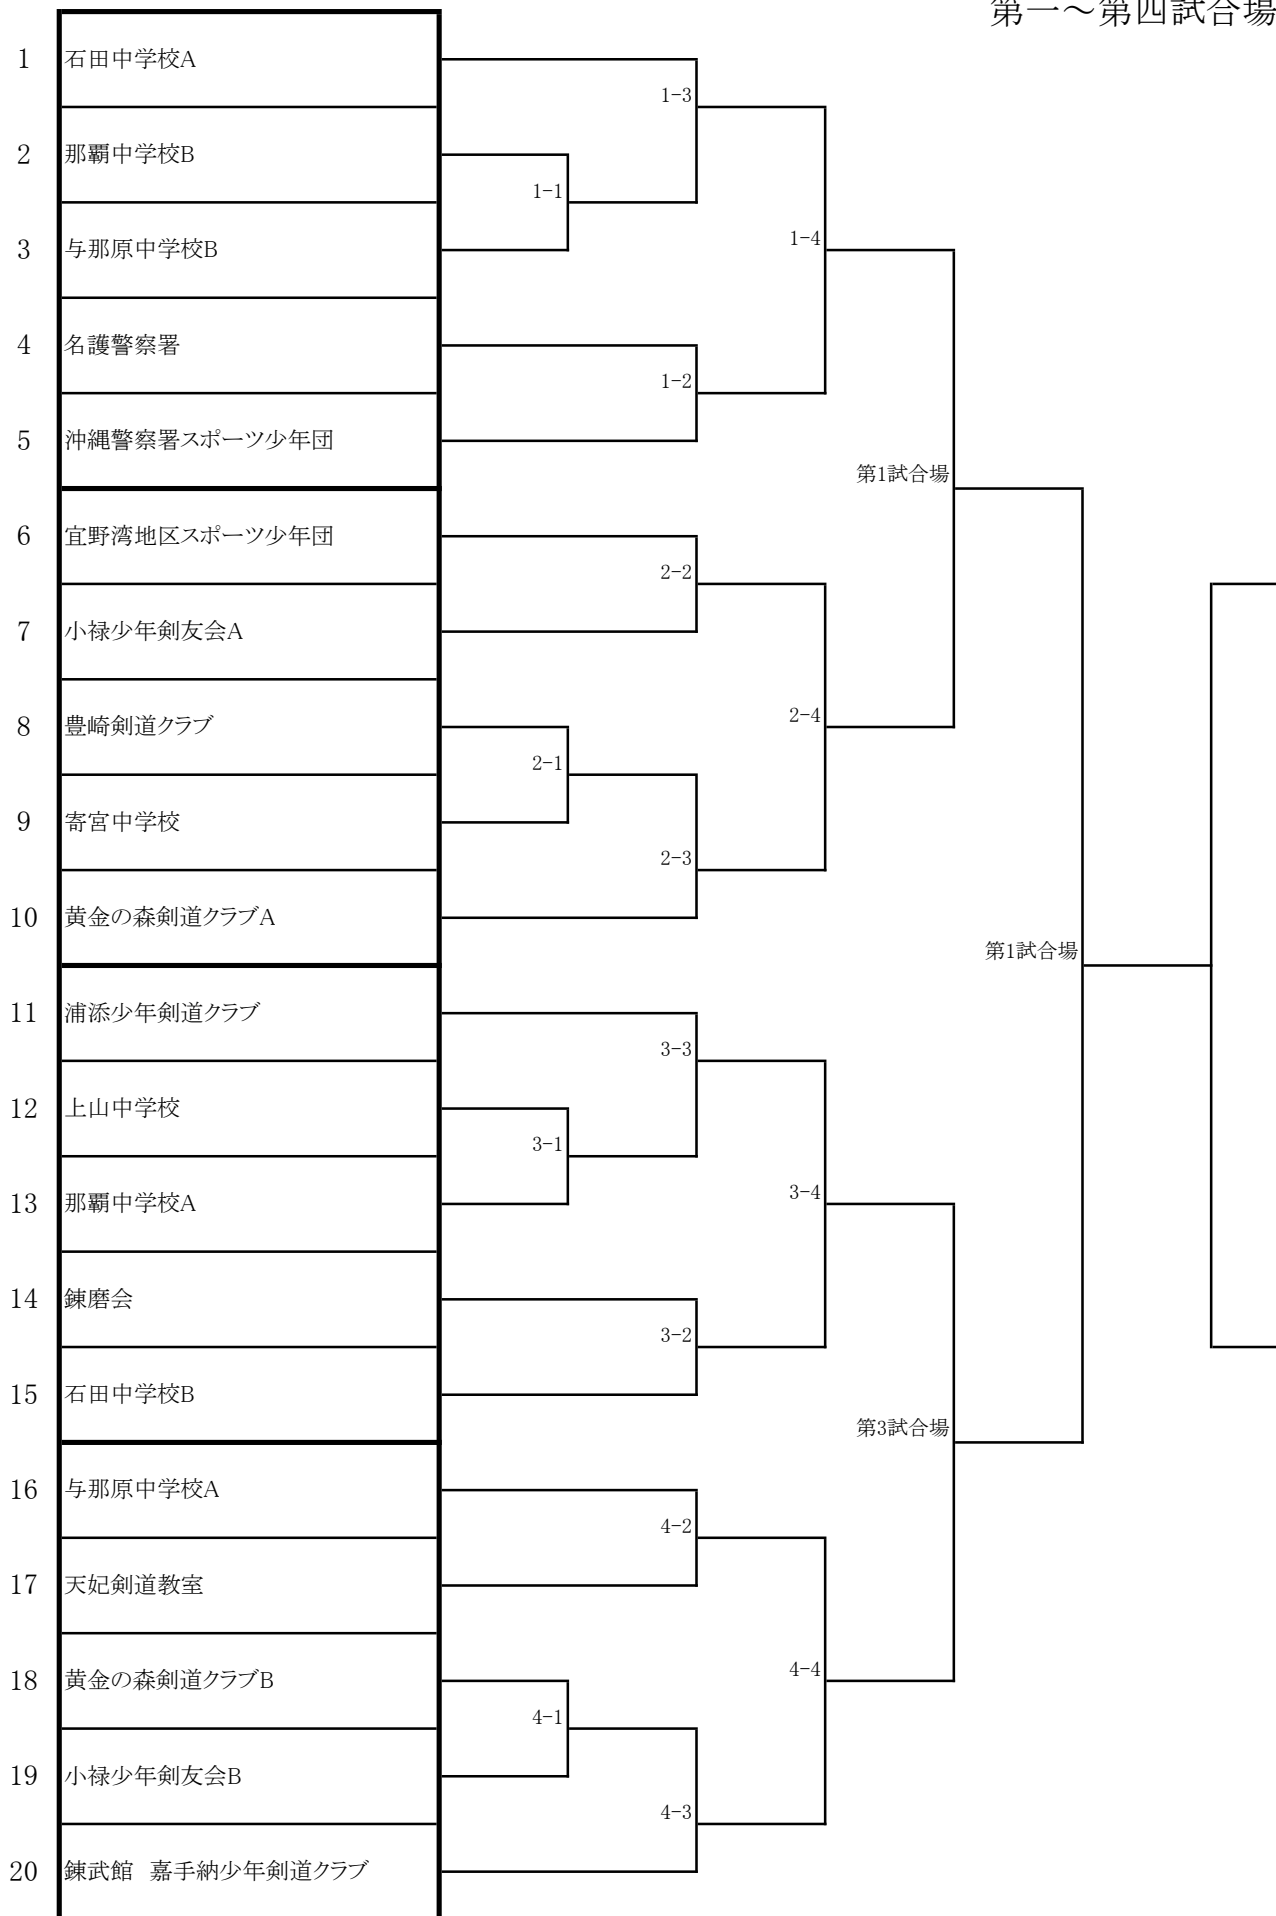 第一～第四試合場
1 石田中学校A
1-3
2 那覇中学校B
1-1
3 与那原中学校B
1-4
4 名護警察署
1-2
5 沖縄警察署スポーツ少年団
第1試合場
6 宜野湾地区スポーツ少年団
2-2
7 小禄少年剣友会A
8 豊崎剣道クラブ
2-4
2-1
9 寄宮中学校
2-3
10 黄金の森剣道クラブA
第1試合場
11 浦添少年剣道クラブ
3-3
12 上山中学校
3-1
13 那覇中学校A
3-4
14 錬磨会
3-2
15 石田中学校B
第3試合場
16 与那原中学校A
4-2
17 天妃剣道教室
18 黄金の森剣道クラブB
4-4
4-1
19 小禄少年剣友会B
4-3
20 錬武館 嘉手納少年剣道クラブ